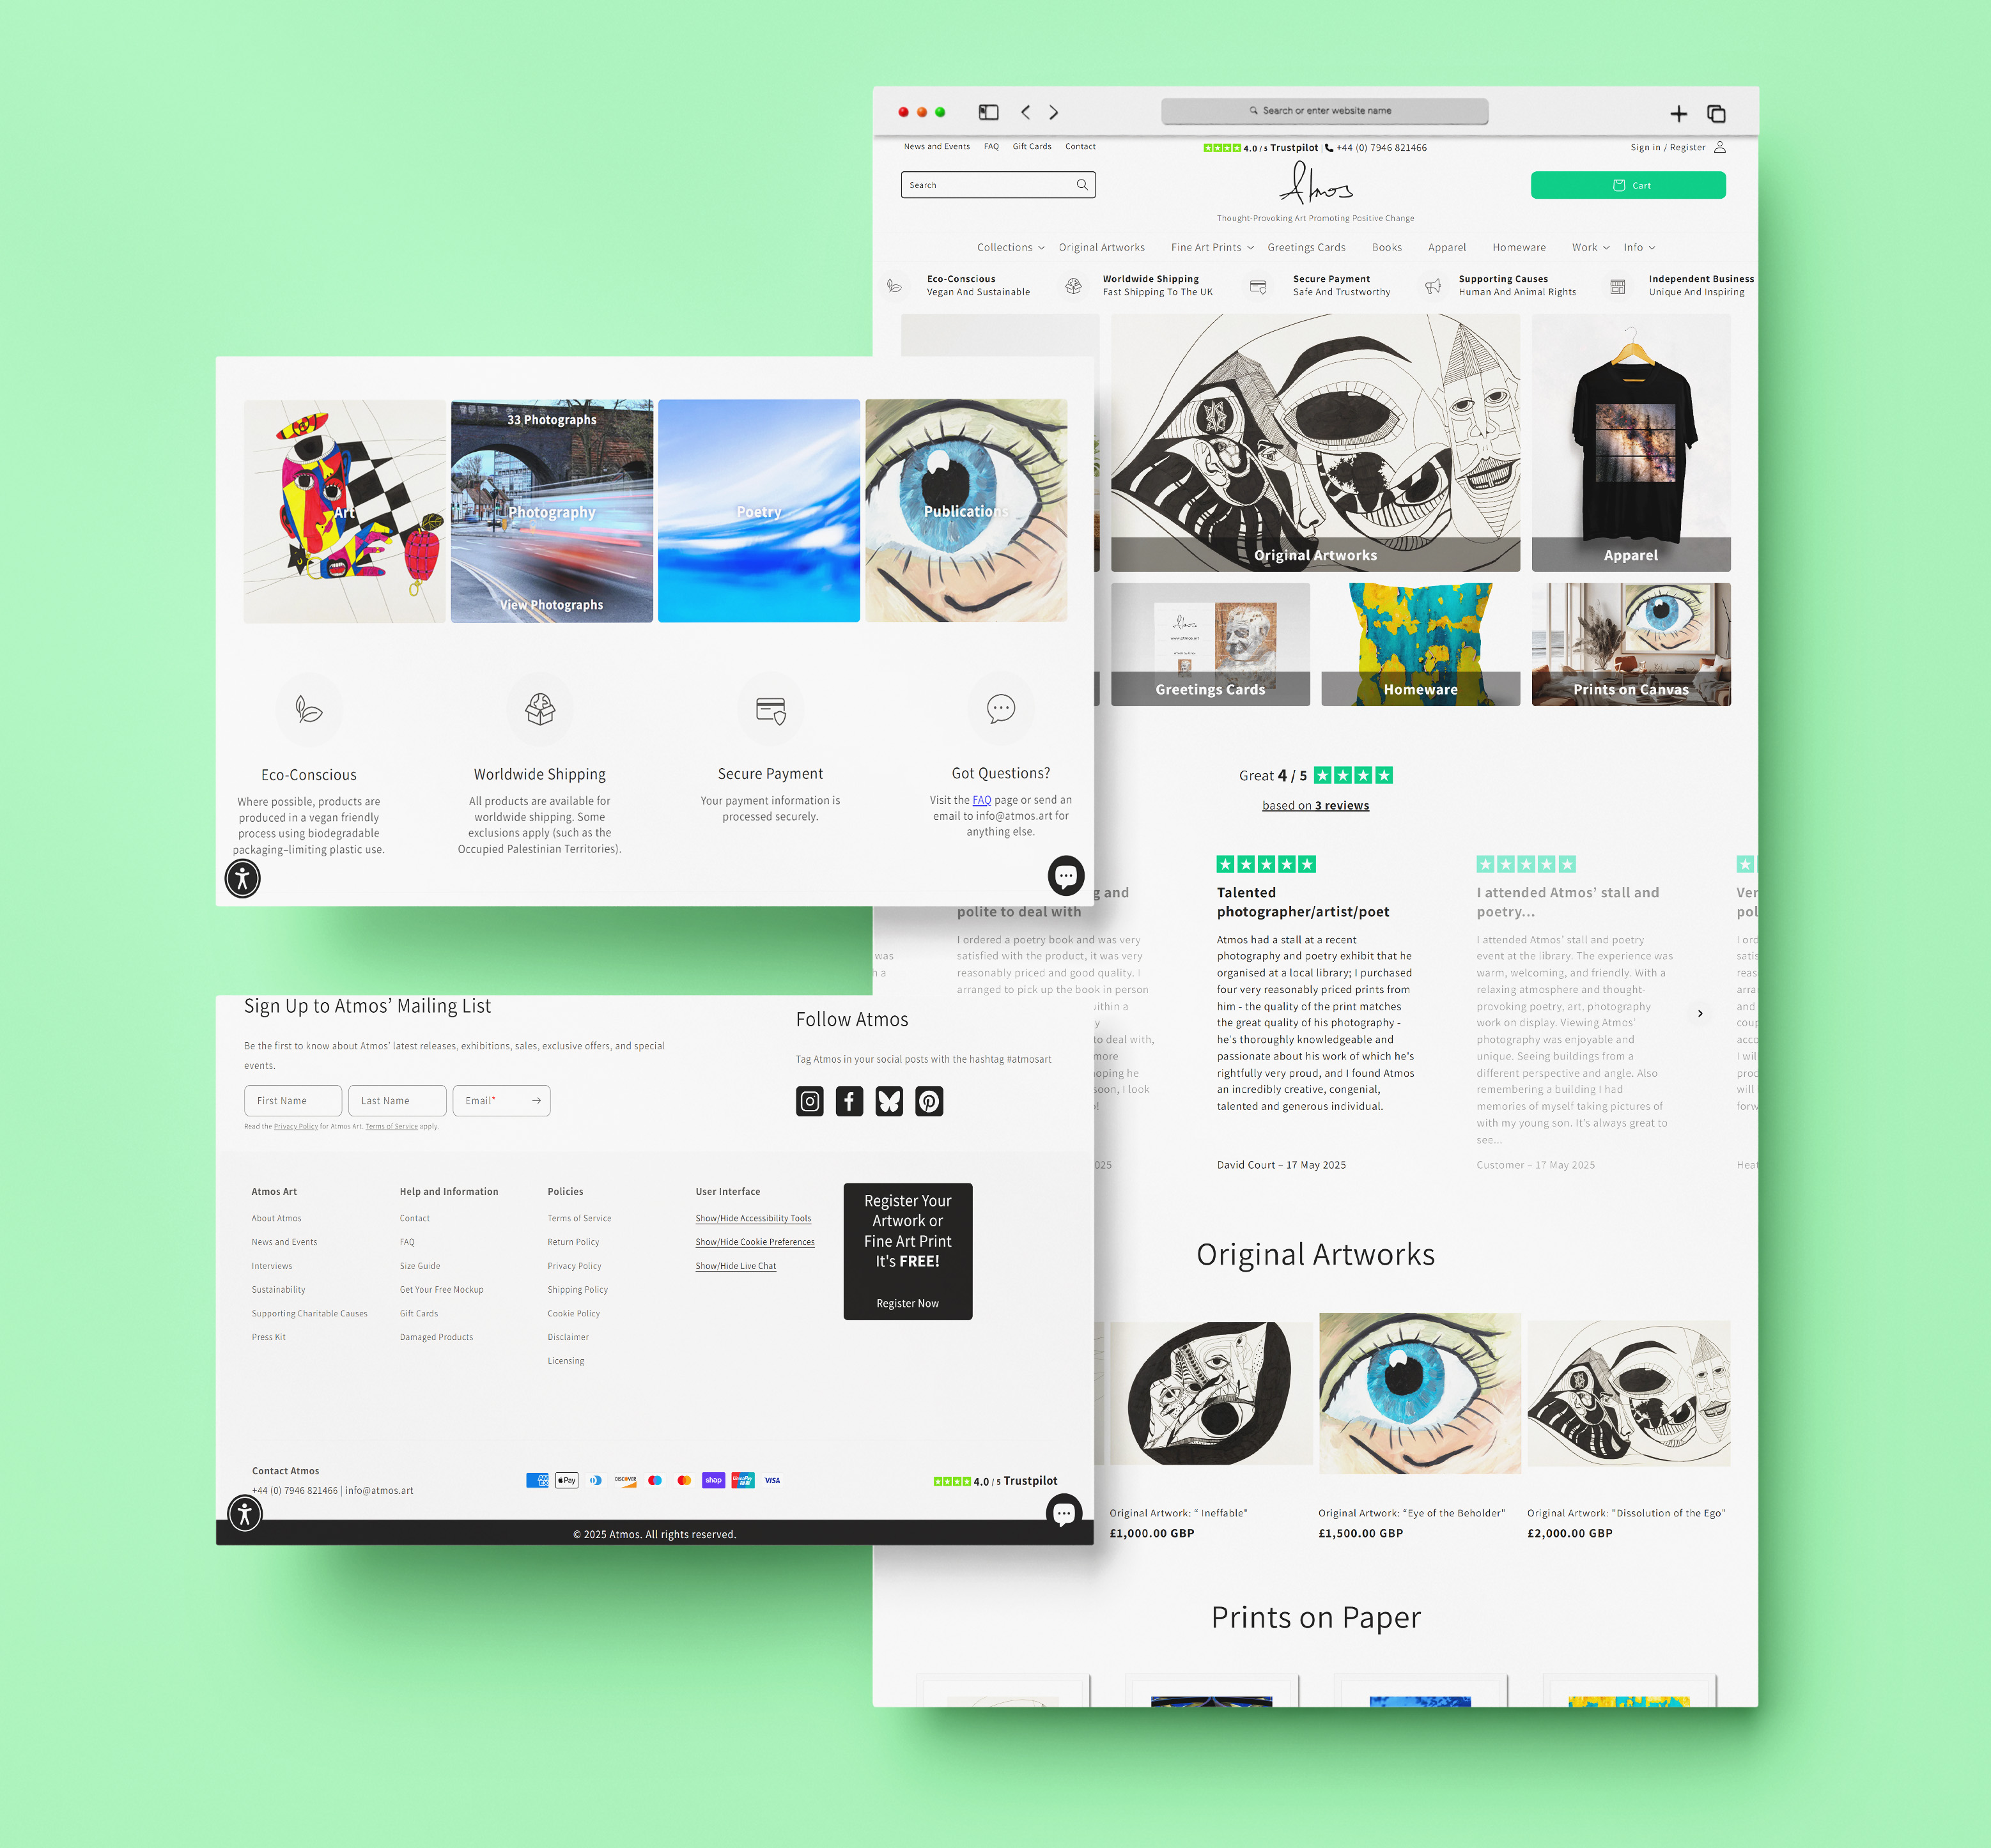 Search or enter website name
News and Events FAQ Gift Cards Contact
4.0 / 5 Trustpilot | +44 (0) 7946 821466
Sign in / Register
Search
Atmos
Cart
Thought-Provoking Art Promoting Positive Change
Collections Original Artworks Fine Art Prints Greetings Cards Books Apparel Homeware Work Info
Eco-Conscious
Vegan And Sustainable
Worldwide Shipping
Fast Shipping To The UK
Secure Payment
Safe And Trustworthy
Supporting Causes
Human And Animal Rights
Independent Business
Unique And Inspiring
Original Artworks
Apparel
Atmos
www.atmos.art
Greetings Cards
Homeware
Prints on Canvas
Great 4 / 5
based on 3 reviews
g and
polite to deal with
I ordered a poetry book and was very
satisfied with the product, it was very
reasonably priced and good quality. I
arranged to pick up the book in person
within a
y
to deal with,
more
oping he
soon, I look
!
025
was
h a
Talented
photographer/artist/poet
Atmos had a stall at a recent
photography and poetry exhibit that he
organised at a local library; I purchased
four very reasonably priced prints from
him - the quality of the print matches
the great quality of his photography -
he's thoroughly knowledgeable and
passionate about his work of which he's
rightfully very proud, and I found Atmos
an incredibly creative, congenial,
talented and generous individual.
David Court – 17 May 2025
I attended Atmos' stall and
poetry...
I attended Atmos' stall and poetry
event at the library. The experience was
warm, welcoming, and friendly. With a
relaxing atmosphere and thought-
provoking poetry, art, photography
work on display. Viewing Atmos'
photography was enjoyable and
unique. Seeing buildings from a
different perspective and angle. Also
remembering a building I had
memories of myself taking pictures of
with my young son. It's always great to
see...
Customer – 17 May 2025
Ver
pol
I ord
satis
reas
arra
and
coup
acco
I wil
prod
will
forw
Heat
Original Artworks
Original Artwork: “ Ineffable”
£1,000.00 GBP
Original Artwork: “Eye of the Beholder”
£1,500.00 GBP
Original Artwork: “Dissolution of the Ego”
£2,000.00 GBP
Prints on Paper
Art
33 Photographs
Photography
View Photographs
Poetry
Publications
Eco-Conscious
Where possible, products are
produced in a vegan friendly
process using biodegradable
packaging–limiting plastic use.
Worldwide Shipping
All products are available for
worldwide shipping. Some
exclusions apply (such as the
Occupied Palestinian Territories).
Secure Payment
Your payment information is
processed securely.
Got Questions?
Visit the FAQ page or send an
email to info@atmos.art for
anything else.
Sign Up to Atmos’ Mailing List
Be the first to know about Atmos’ latest releases, exhibitions, sales, exclusive offers, and special
events.
First Name Last Name Email*
Read the Privacy Policy for Atmos Art. Terms of Service apply.
Follow Atmos
Tag Atmos in your social posts with the hashtag #atmosart
Atmos Art
About Atmos
News and Events
Interviews
Sustainability
Supporting Charitable Causes
Press Kit
Help and Information
Contact
FAQ
Size Guide
Get Your Free Mockup
Gift Cards
Damaged Products
Policies
Terms of Service
Return Policy
Privacy Policy
Shipping Policy
Cookie Policy
Disclaimer
Licensing
User Interface
Show/Hide Accessibility Tools
Show/Hide Cookie Preferences
Show/Hide Live Chat
Register Your
Artwork or
Fine Art Print
It's FREE!
Register Now
Contact Atmos
+44 (0) 7946 821466 | info@atmos.art
Pay DISCOVER shop VISA
4.0 / 5 Trustpilot
© 2025 Atmos. All rights reserved.